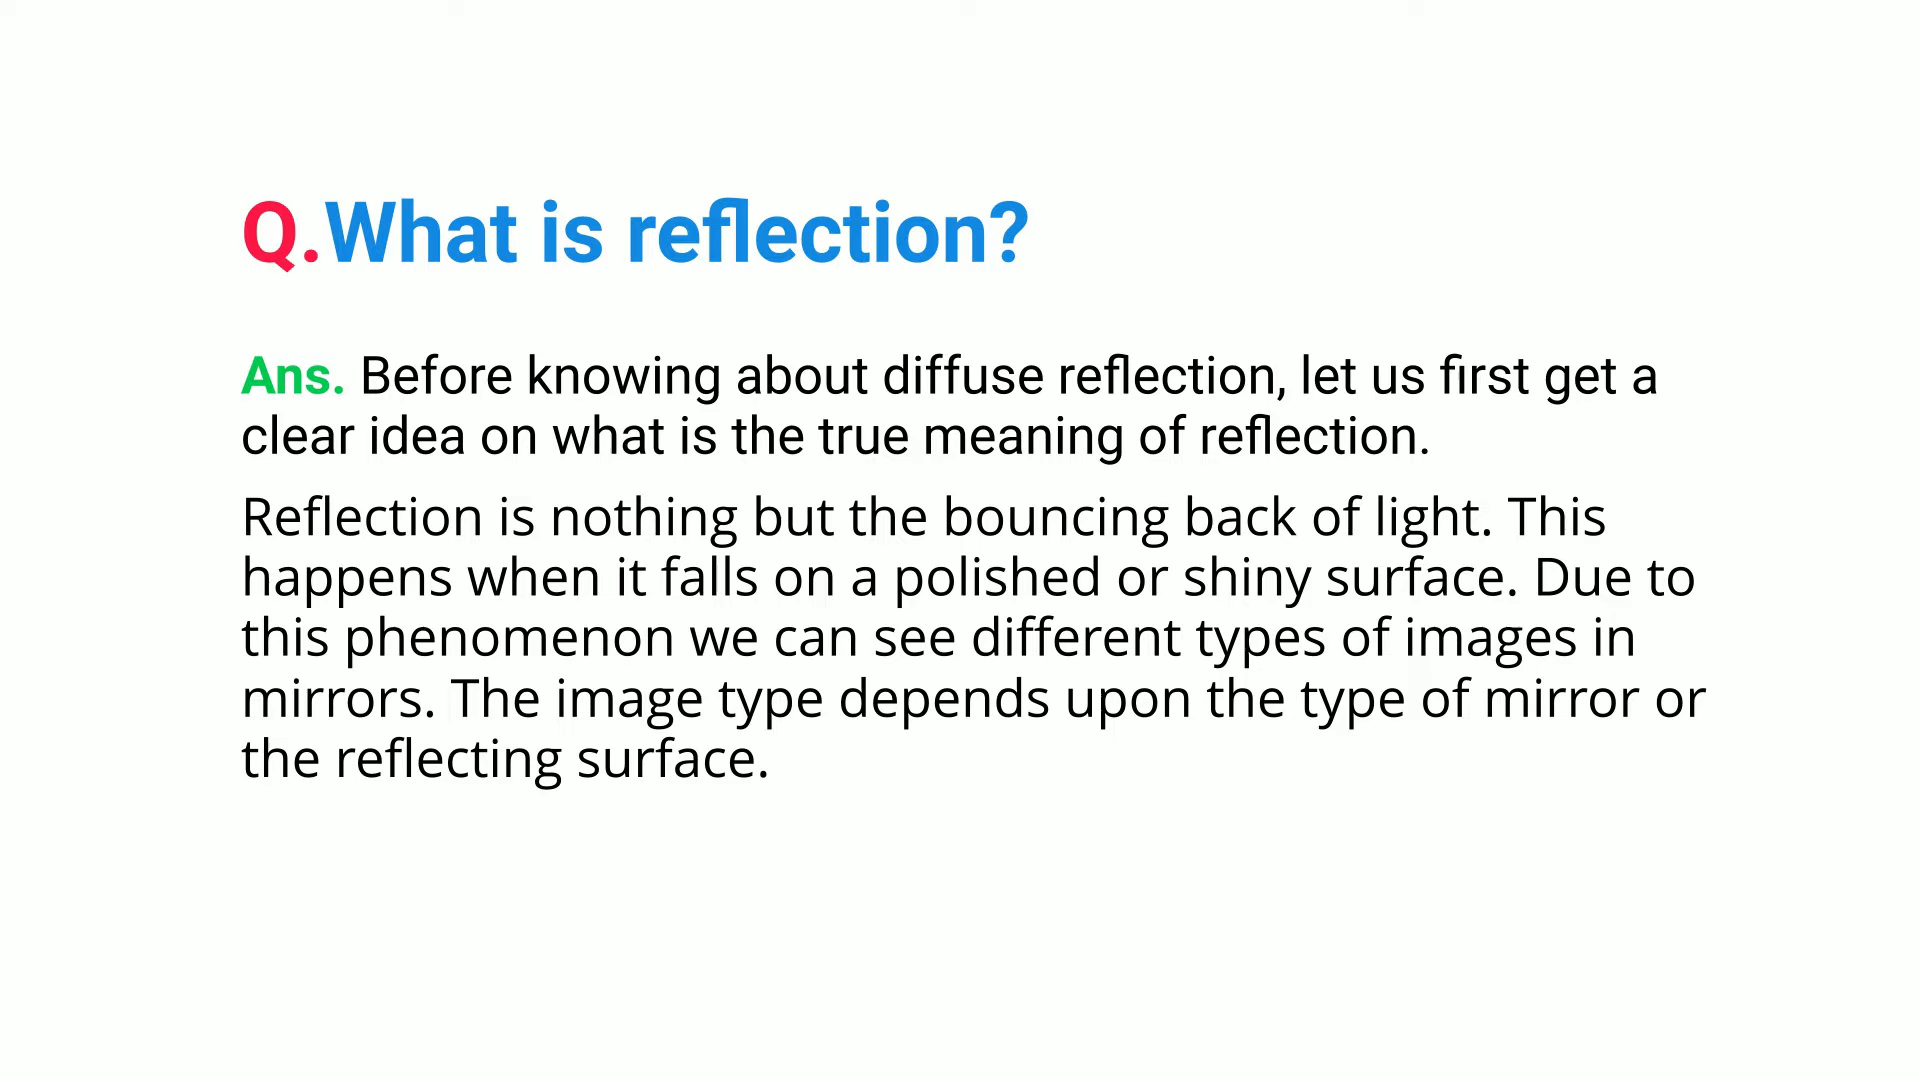 Q.What is reflection?
Ans. Before knowing about diffuse reflection, let us first get a
clear idea on what is the true meaning of reflection.
Reflection is nothing but the bouncing back of light. This
happens when it falls on a polished or shiny surface. Due to
this phenomenon we can see different types of images in
mirrors. The image type depends upon the type of mirror or
the reflecting surface.